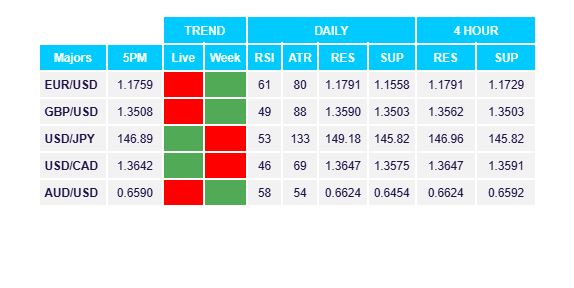 TREND DAILY 4 HOUR
Majors 5PM Live Week RSI ATR RES SUP RES SUP
EUR/USD 1.1759 61 80 1.1791 1.1558 1.1791 1.1729
GBP/USD 1.3508 49 88 1.3590 1.3503 1.3562 1.3503
USD/JPY 146.89 53 133 149.18 145.82 146.96 145.82
USD/CAD 1.3642 46 69 1.3647 1.3575 1.3647 1.3591
AUD/USD 0.6590 58 54 0.6624 0.6454 0.6624 0.6592